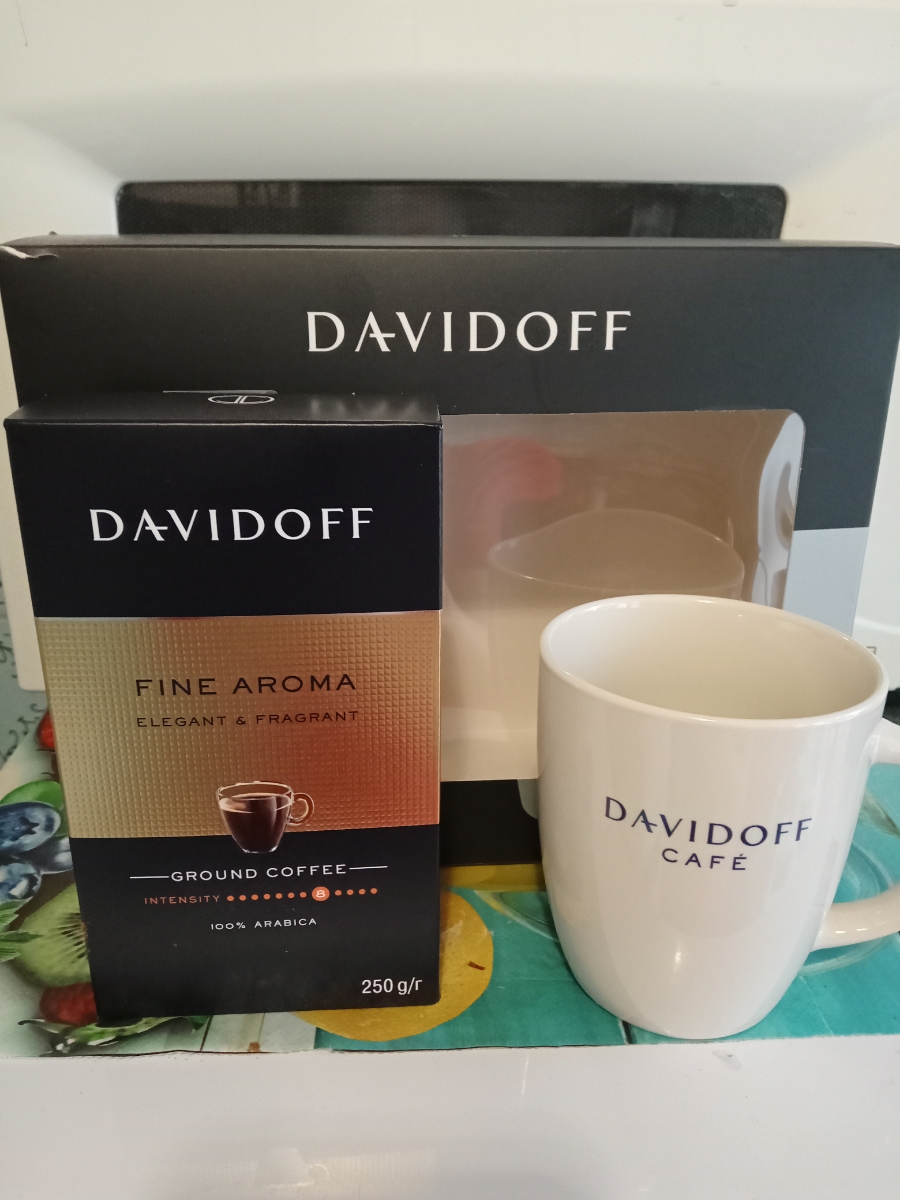 DAVIDOFF
DAVIDOFF
FINE AROMA
ELEGANT & FRAGRANT
GROUND COFFEE
INTENSITY 8
100% ARABICA
250 g/г
DAVIDOFF
CAFÉ